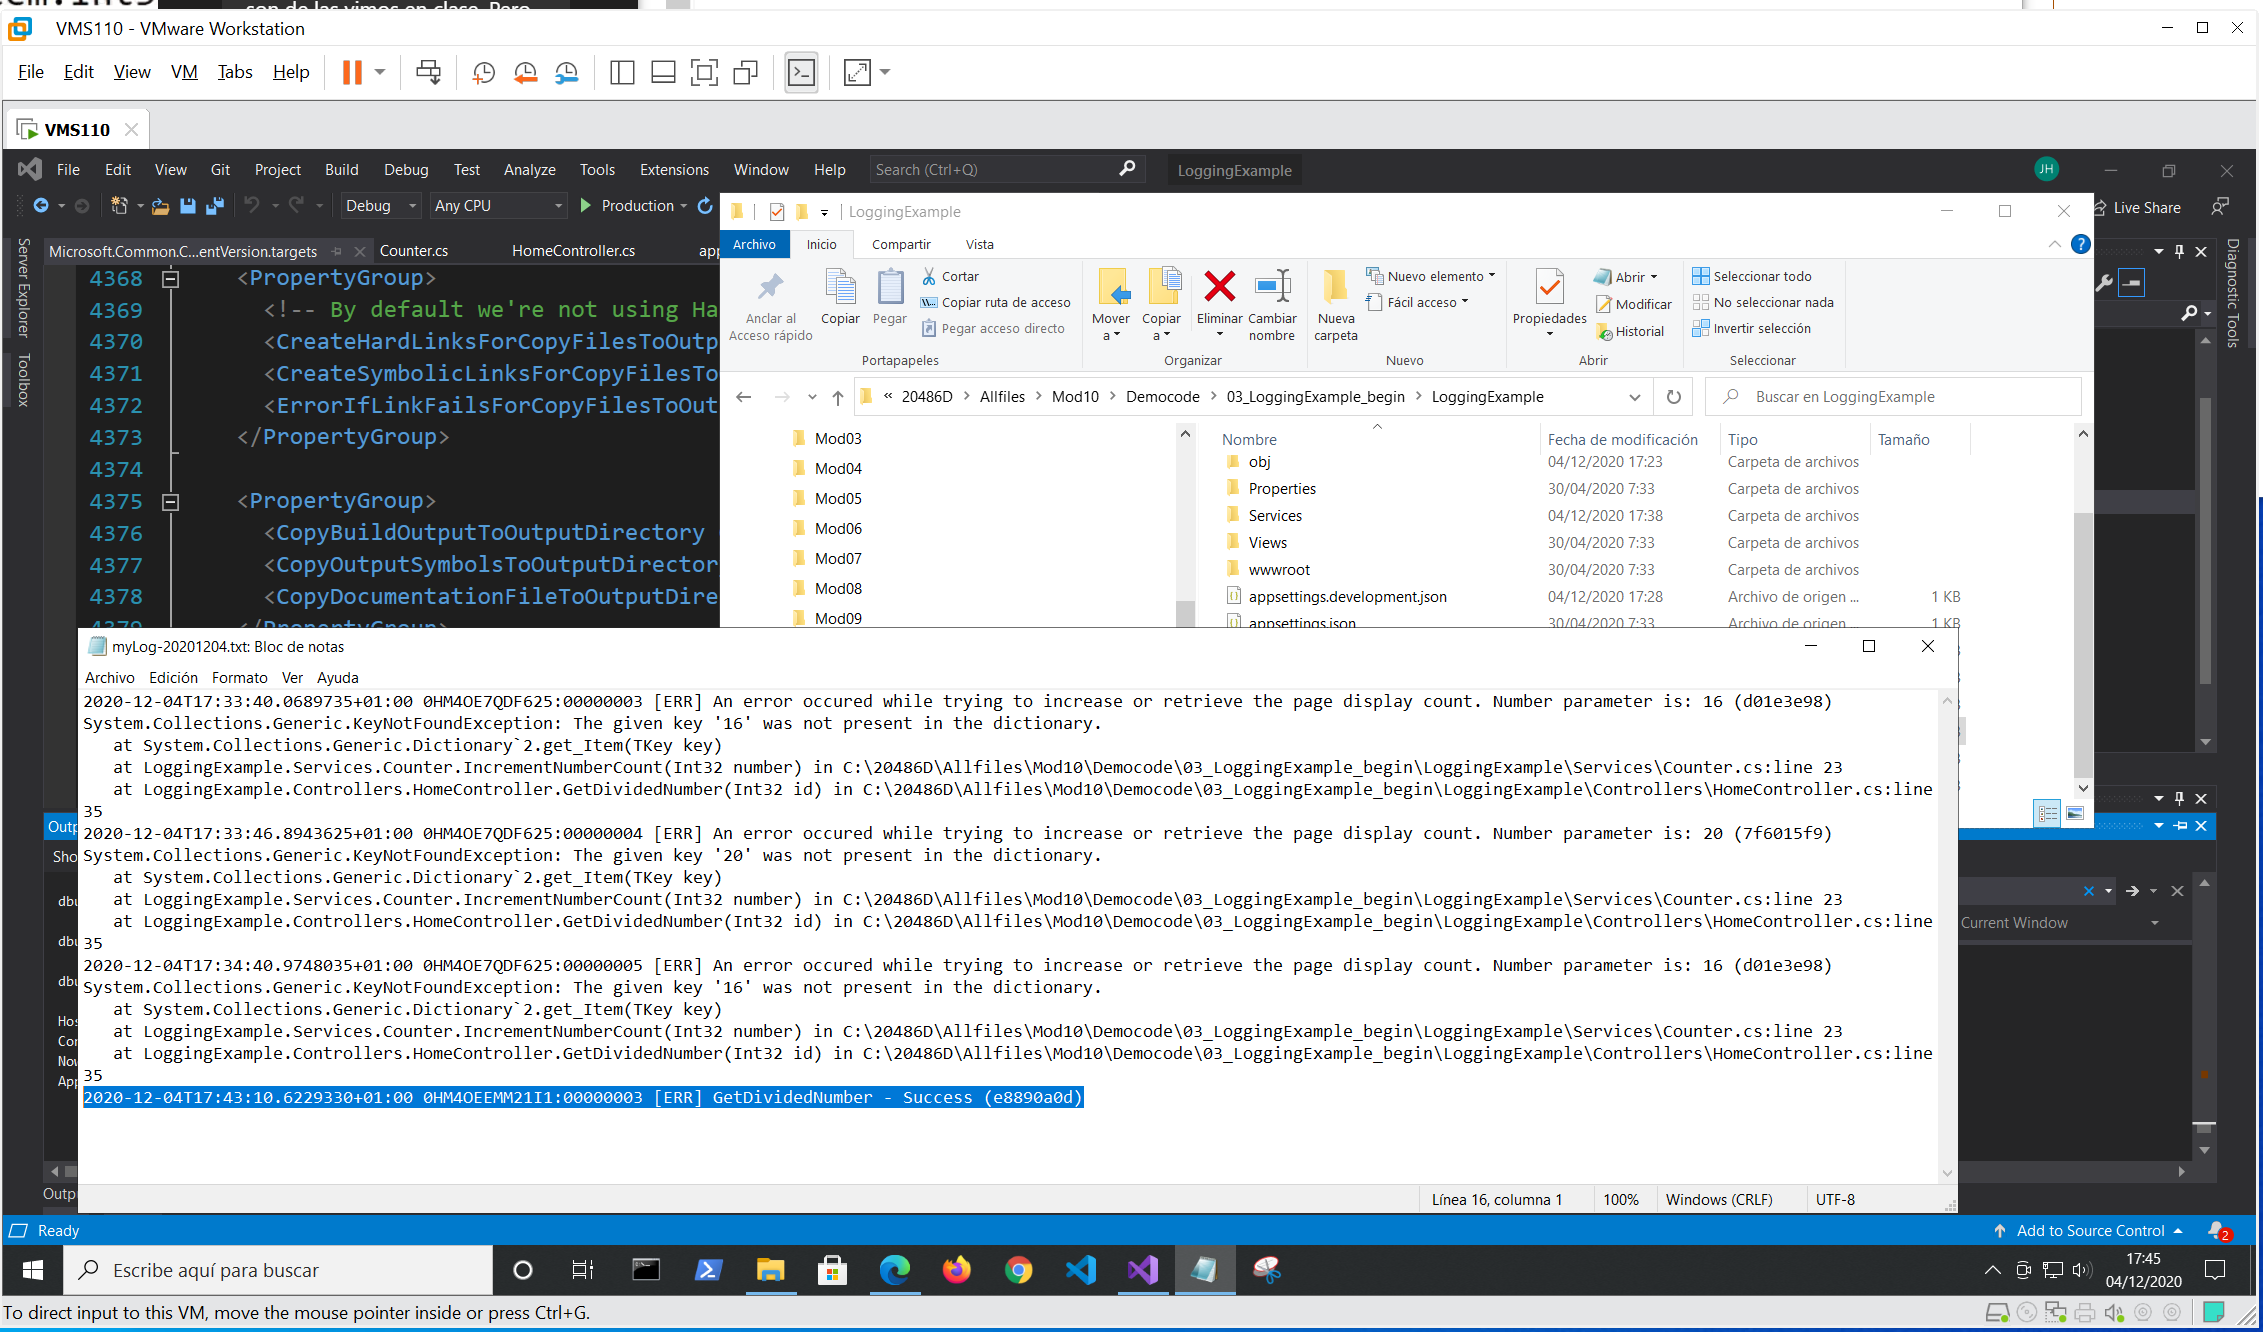 son de las vimos en clase. Pero
VMS110 - VMware Workstation
File Edit View VM Tabs Help
VMS110
File Edit View Git Project Build Debug Test Analyze Tools Extensions Window Help Search (Ctrl+Q) LoggingExample JH
Debug Any CPU Production Live Share
LoggingExample
Archivo Inicio Compartir Vista
Server Explorer
Toolbox
Diagnostic Tools
Microsoft.Common.C...entVersion.targets Counter.cs HomeController.cs app
4368 <PropertyGroup>
4369 <!-- By default we're not using Ha
4370 <CreateHardLinksForCopyFilesToOutp
4371 <CreateSymbolicLinksForCopyFilesTo
4372 <ErrorIfLinkFailsForCopyFilesToOut
4373 </PropertyGroup>
4374
4375 <PropertyGroup>
4376 <CopyBuildOutputToOutputDirectory
4377 <CopyOutputSymbolsToOutputDirector
4378 <CopyDocumentationFileToOutputDire
4379 </PropertyGroup>
Anclar al Acceso rápido
Copiar
Pegar
Cortar
Copiar ruta de acceso
Pegar acceso directo
Portapapeles
Mover a
Copiar a
Eliminar
Cambiar nombre
Organizar
Nueva carpeta
Nuevo elemento
Fácil acceso
Nuevo
Propiedades
Abrir
Modificar
Historial
Abrir
Seleccionar todo
No seleccionar nada
Invertir selección
Seleccionar
« 20486D > Allfiles > Mod10 > Democode > 03_LoggingExample_begin > LoggingExample
Buscar en LoggingExample
Mod03
Mod04
Mod05
Mod06
Mod07
Mod08
Mod09
Nombre Fecha de modificación Tipo Tamaño
obj 04/12/2020 17:23 Carpeta de archivos
Properties 30/04/2020 7:33 Carpeta de archivos
Services 04/12/2020 17:38 Carpeta de archivos
Views 30/04/2020 7:33 Carpeta de archivos
wwwroot 30/04/2020 7:33 Carpeta de archivos
appsettings.development.json 04/12/2020 17:28 Archivo de origen ... 1 KB
appsettings.json 30/04/2020 7:33 Archivo de origen ... 1 KB
myLog-20201204.txt: Bloc de notas
Archivo Edición Formato Ver Ayuda
2020-12-04T17:33:40.0689735+01:00 0HM4OE7QDF625:00000003 [ERR] An error occured while trying to increase or retrieve the page display count. Number parameter is: 16 (d01e3e98)
System.Collections.Generic.KeyNotFoundException: The given key '16' was not present in the dictionary.
at System.Collections.Generic.Dictionary`2.get_Item(TKey key)
at LoggingExample.Services.Counter.IncrementNumberCount(Int32 number) in C:\20486D\Allfiles\Mod10\Democode\03_LoggingExample_begin\LoggingExample\Services\Counter.cs:line 23
at LoggingExample.Controllers.HomeController.GetDividedNumber(Int32 id) in C:\20486D\Allfiles\Mod10\Democode\03_LoggingExample_begin\LoggingExample\Controllers\HomeController.cs:line
35
2020-12-04T17:33:46.8943625+01:00 0HM4OE7QDF625:00000004 [ERR] An error occured while trying to increase or retrieve the page display count. Number parameter is: 20 (7f6015f9)
System.Collections.Generic.KeyNotFoundException: The given key '20' was not present in the dictionary.
at System.Collections.Generic.Dictionary`2.get_Item(TKey key)
at LoggingExample.Services.Counter.IncrementNumberCount(Int32 number) in C:\20486D\Allfiles\Mod10\Democode\03_LoggingExample_begin\LoggingExample\Services\Counter.cs:line 23
at LoggingExample.Controllers.HomeController.GetDividedNumber(Int32 id) in C:\20486D\Allfiles\Mod10\Democode\03_LoggingExample_begin\LoggingExample\Controllers\HomeController.cs:line
35
2020-12-04T17:34:40.9748035+01:00 0HM4OE7QDF625:00000005 [ERR] An error occured while trying to increase or retrieve the page display count. Number parameter is: 16 (d01e3e98)
System.Collections.Generic.KeyNotFoundException: The given key '16' was not present in the dictionary.
at System.Collections.Generic.Dictionary`2.get_Item(TKey key)
at LoggingExample.Services.Counter.IncrementNumberCount(Int32 number) in C:\20486D\Allfiles\Mod10\Democode\03_LoggingExample_begin\LoggingExample\Services\Counter.cs:line 23
at LoggingExample.Controllers.HomeController.GetDividedNumber(Int32 id) in C:\20486D\Allfiles\Mod10\Democode\03_LoggingExample_begin\LoggingExample\Controllers\HomeController.cs:line
35
2020-12-04T17:43:10.6229330+01:00 0HM4OEEMM21I1:00000003 [ERR] GetDividedNumber - Success (e8890a0d)
Línea 16, columna 1 100% Windows (CRLF) UTF-8
Outp
Sho
dbu
dbu
dbu
Hos
Con
Now
App
Outpu
Current Window
Ready Add to Source Control 2
Escribe aquí para buscar
17:45
04/12/2020
To direct input to this VM, move the mouse pointer inside or press Ctrl+G.